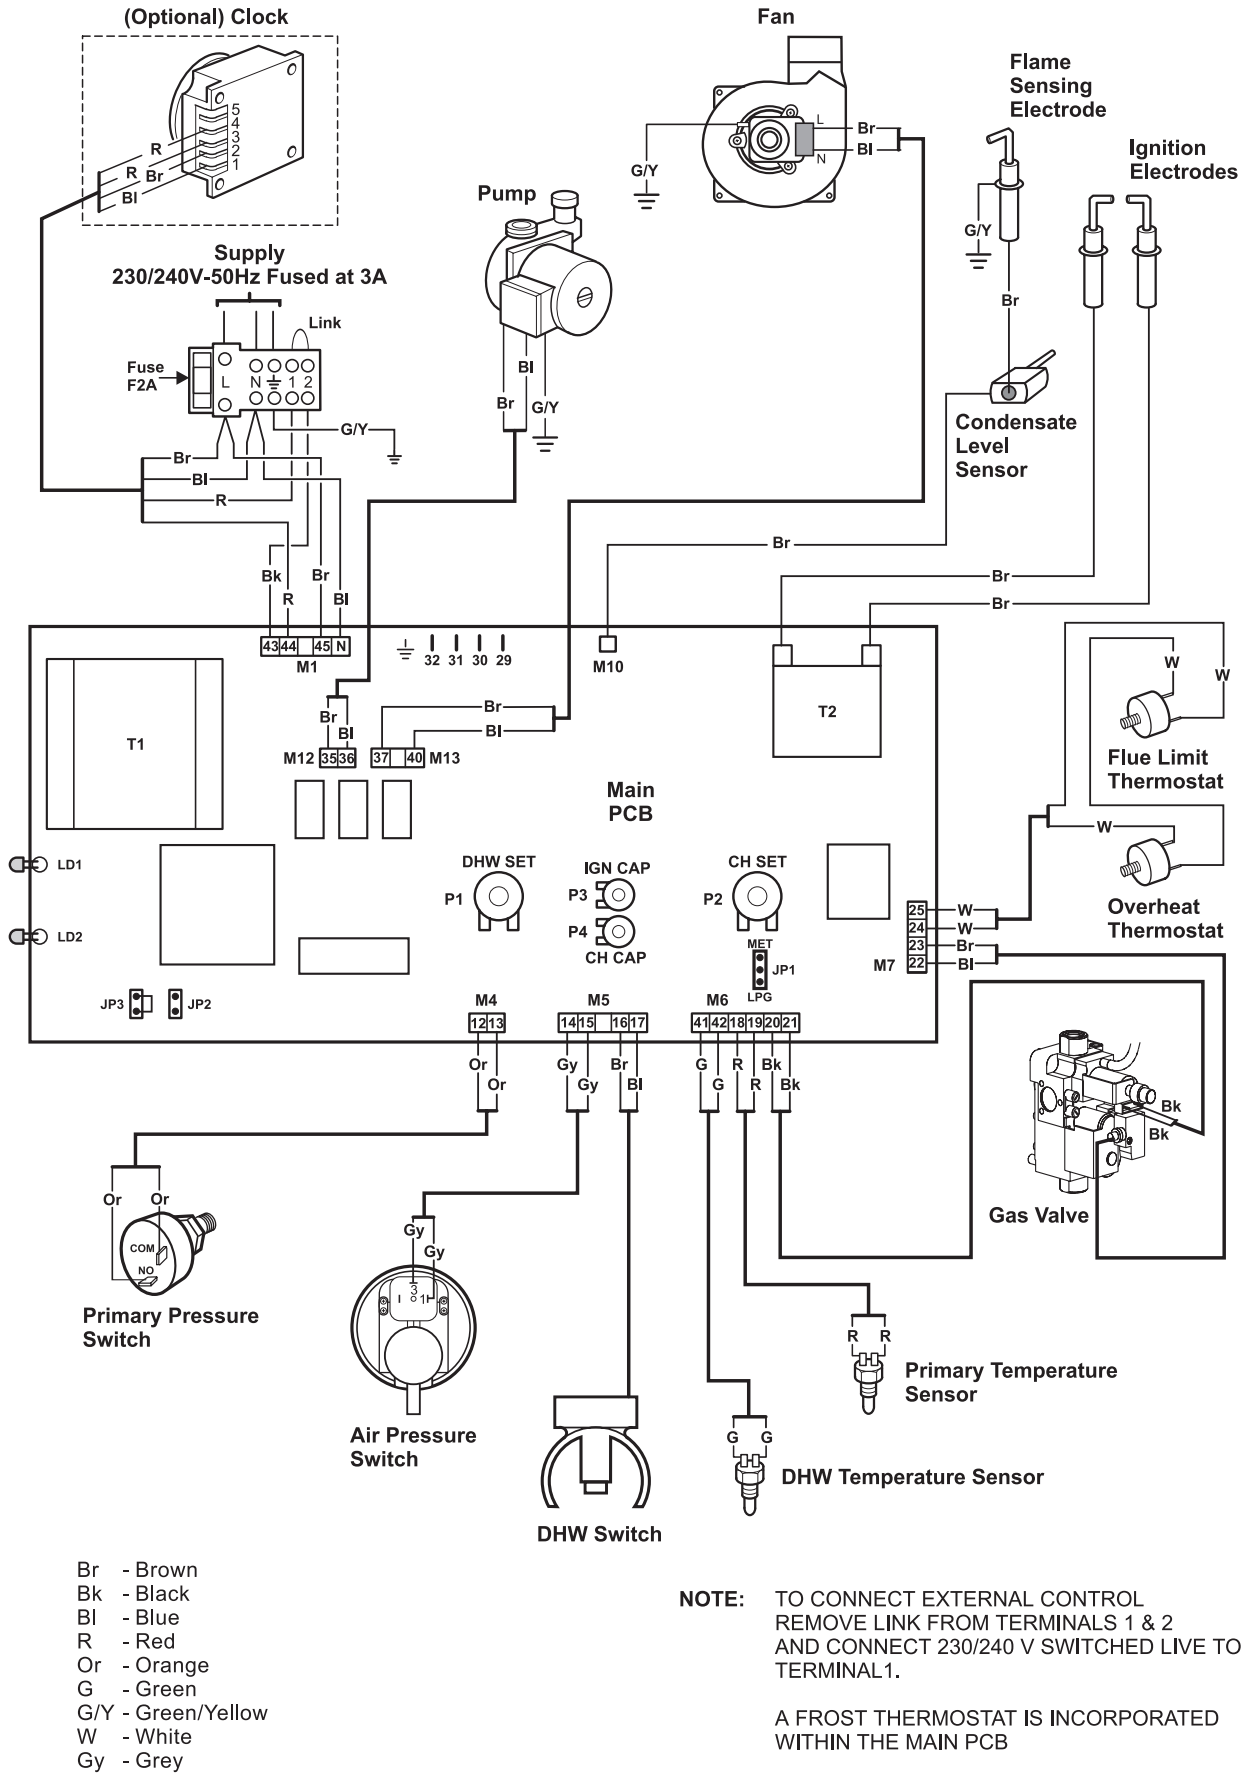 (Optional) Clock
5
4
3
2
1
R
R
Br
Bl
Supply
230/240V-50Hz Fused at 3A
Link
Fuse
F2A
L N 1 2
G/Y
Br
Bl
R
Bk
R
Br
Bl
Pump
Bl
Br
G/Y
Fan
L
N
Br
Bl
G/Y
Flame
Sensing
Electrode
G/Y
Br
Ignition
Electrodes
Condensate
Level
Sensor
Br
Br
Br
43 44 45 N
M1
32 31 30 29
M10
T1
T2
Br
Bl
Br
Bl
M12 35 36
37 40 M13
Main
PCB
W
W
Flue Limit
Thermostat
W
Overheat
Thermostat
LD1
LD2
DHW SET
P1
IGN CAP
P3
P4
CH CAP
CH SET
P2
MET
JP1
LPG
25 W
24 W
23 Br
22 Bl
M7
JP3
JP2
M4
12 13
M5
14 15 16 17
M6
41 42 18 19 20 21
Or
Or
Gy
Gy
Br
Bl
G
G
R
R
Bk
Bk
Bk
Bk
Gas Valve
Or Or
COM
NO
Primary Pressure
Switch
Gy
Gy
3
1
Air Pressure
Switch
DHW Switch
R R
Primary Temperature
Sensor
G G
DHW Temperature Sensor
Br - Brown
Bk - Black
Bl - Blue
R - Red
Or - Orange
G - Green
G/Y - Green/Yellow
W - White
Gy - Grey
NOTE: TO CONNECT EXTERNAL CONTROL
REMOVE LINK FROM TERMINALS 1 & 2
AND CONNECT 230/240 V SWITCHED LIVE TO
TERMINAL1.
A FROST THERMOSTAT IS INCORPORATED
WITHIN THE MAIN PCB